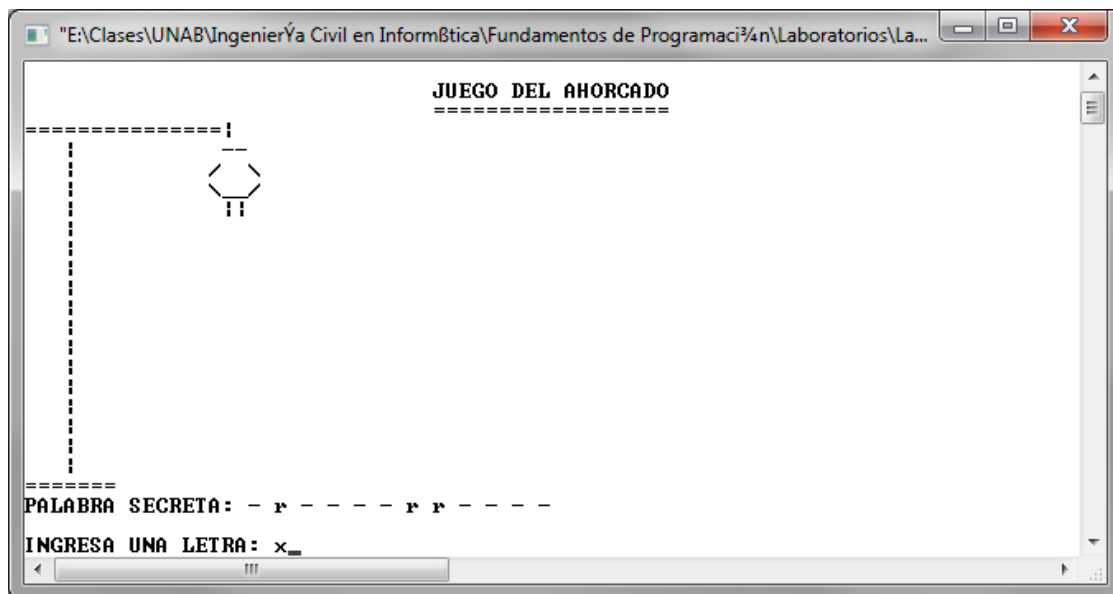 "E:\Clases\UNAB\IngenierÝa Civil en Informßtica\Fundamentos de Programaci¾n\Laboratorios\La...
JUEGO DEL AHORCADO
==================
===============¦
=======
PALABRA SECRETA: - r - - - - r r - - - -
INGRESA UNA LETRA: x_